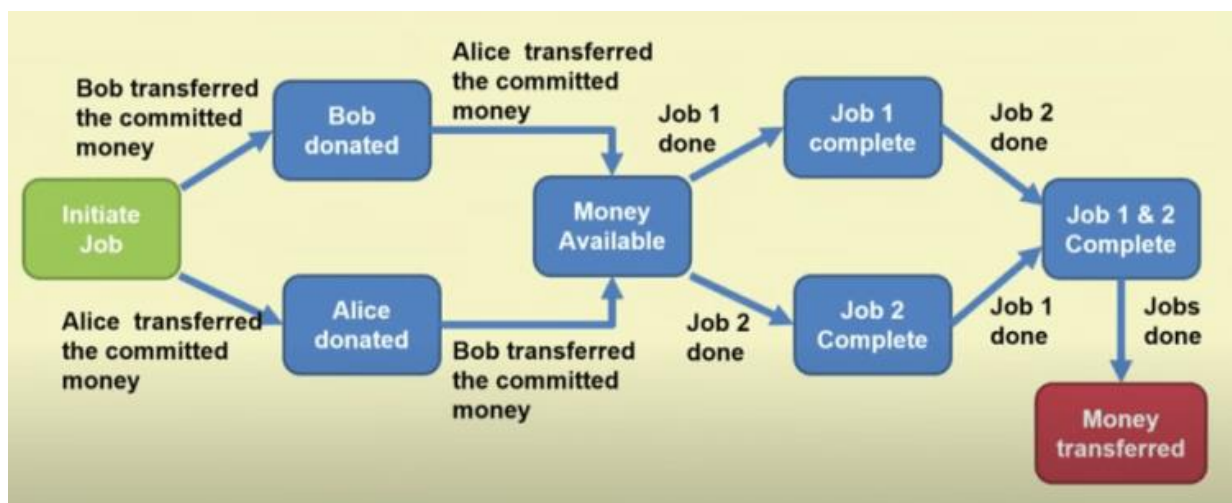 Bob transferred
the committed
money
Bob
donated
Alice  transferred
the committed
money
Job 1
done
Job 1
complete
Job 2
done
Initiate
Job
Money
Available
Job 1 & 2
Complete
Alice  transferred
the committed
money
Alice
donated
Bob transferred
the committed
money
Job 2
done
Job 2
Complete
Job 1
done
Jobs
done
Money
transferred